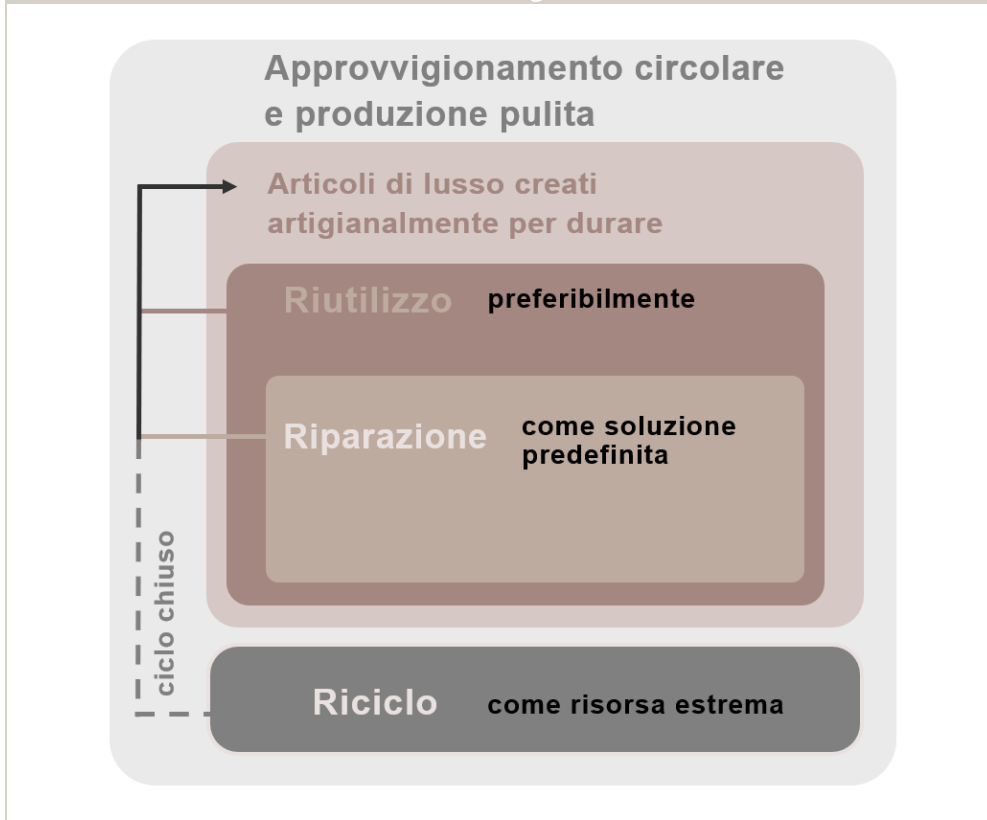 Approvvigionamento circolare
e produzione pulita
Articoli di lusso creati
artigianalmente per durare
Riutilizzo preferibilmente
Riparazione come soluzione
predefinita
ciclo chiuso
Riciclo come risorsa estrema